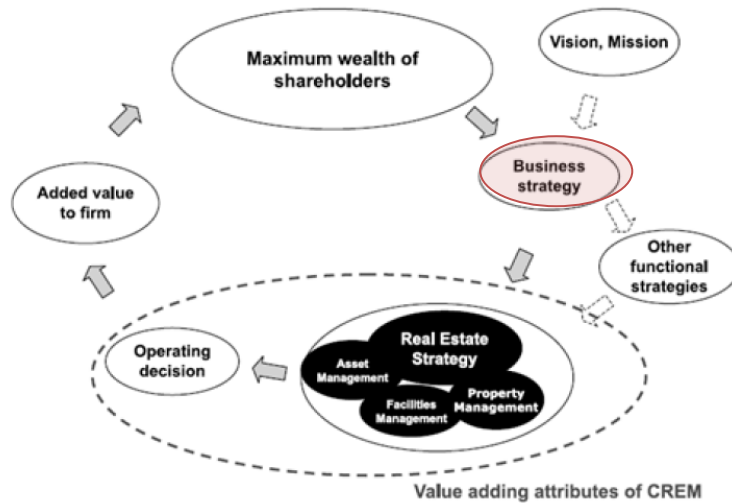 Maximum wealth of
shareholders
Vision, Mission
Business
strategy
Added value
to firm
Other
functional
strategies
Real Estate
Strategy
Operating
decision
Asset
Management
Property
Management
Facilities
Management
Value adding attributes of CREM